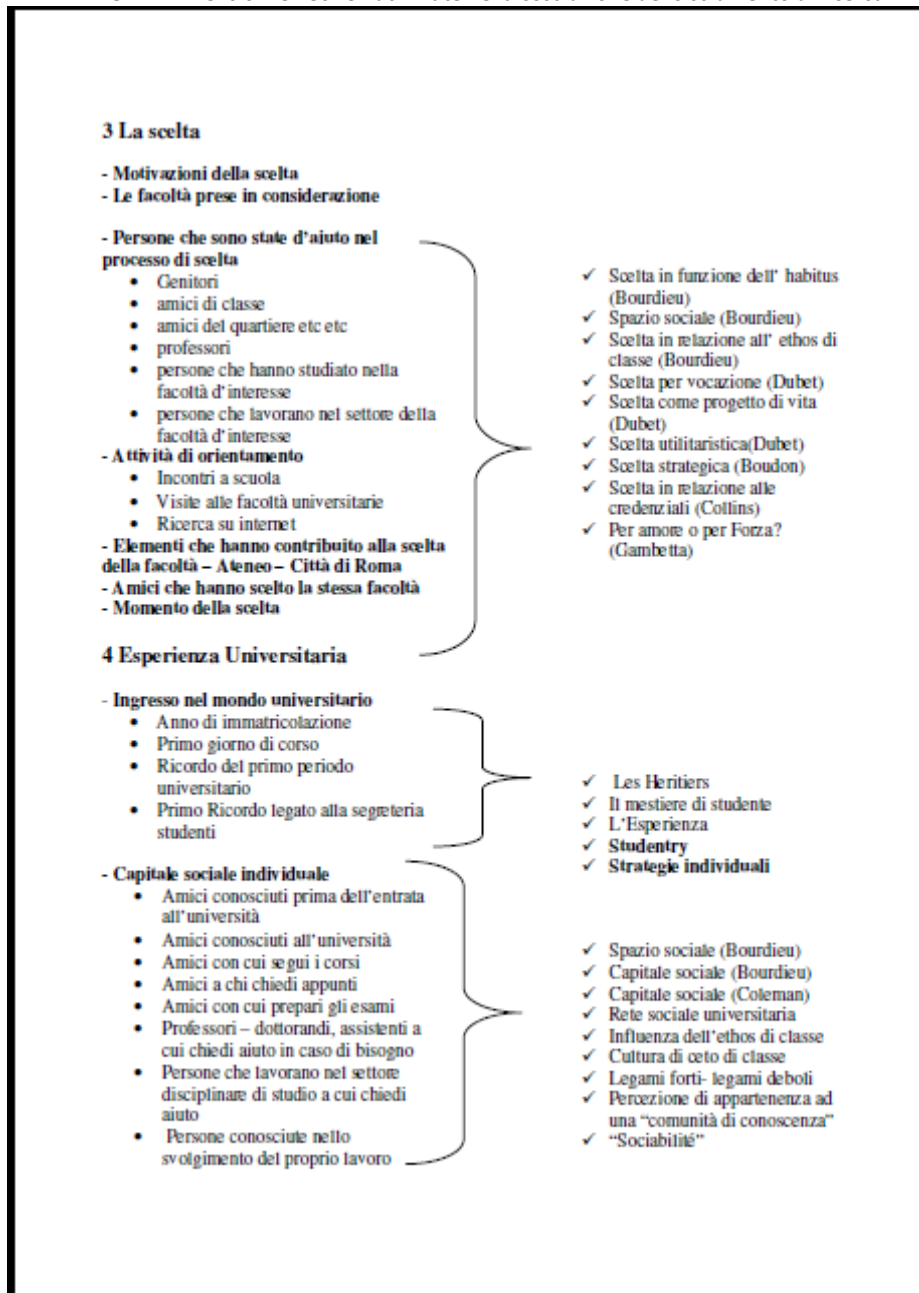 3 La scelta
- Motivazioni della scelta
- Le facoltà prese in considerazione
- Persone che sono state d'aiuto nel
processo di scelta
• Genitori
• amici di classe
• amici del quartiere etc etc
• professori
• persone che hanno studiato nella
facoltà d'interesse
• persone che lavorano nel settore della
facoltà d'interesse
- Attività di orientamento
• Incontri a scuola
• Visite alle facoltà universitarie
• Ricerca su internet
- Elementi che hanno contribuito alla scelta
della facoltà – Ateneo – Città di Roma
- Amici che hanno scelto la stessa facoltà
- Momento della scelta
✓ Scelta in funzione dell' habitus
(Bourdieu)
✓ Spazio sociale (Bourdieu)
✓ Scelta in relazione all' ethos di
classe (Bourdieu)
✓ Scelta per vocazione (Dubet)
✓ Scelta come progetto di vita
(Dubet)
✓ Scelta utilitaristica(Dubet)
✓ Scelta strategica (Boudon)
✓ Scelta in relazione alle
credenziali (Collins)
✓ Per amore o per Forza?
(Gambetta)
4 Esperienza Universitaria
- Ingresso nel mondo universitario
• Anno di immatricolazione
• Primo giorno di corso
• Ricordo del primo periodo
universitario
• Primo Ricordo legato alla segreteria
studenti
✓ Les Heritiers
✓ Il mestiere di studente
✓ L'Esperienza
✓ Studentry
✓ Strategie individuali
- Capitale sociale individuale
• Amici conosciuti prima dell'entrata
all'università
• Amici conosciuti all'università
• Amici con cui segui i corsi
• Amici a chi chiedi appunti
• Amici con cui prepari gli esami
• Professori – dottorandi, assistenti a
cui chiedi aiuto in caso di bisogno
• Persone che lavorano nel settore
disciplinare di studio a cui chiedi
aiuto
• Persone conosciute nello
svolgimento del proprio lavoro
✓ Spazio sociale (Bourdieu)
✓ Capitale sociale (Bourdieu)
✓ Capitale sociale (Coleman)
✓ Rete sociale universitaria
✓ Influenza dell'ethos di classe
✓ Cultura di ceto di classe
✓ Legami forti- legami deboli
✓ Percezione di appartenenza ad
una "comunità di conoscenza"
✓ "Sociabilité"